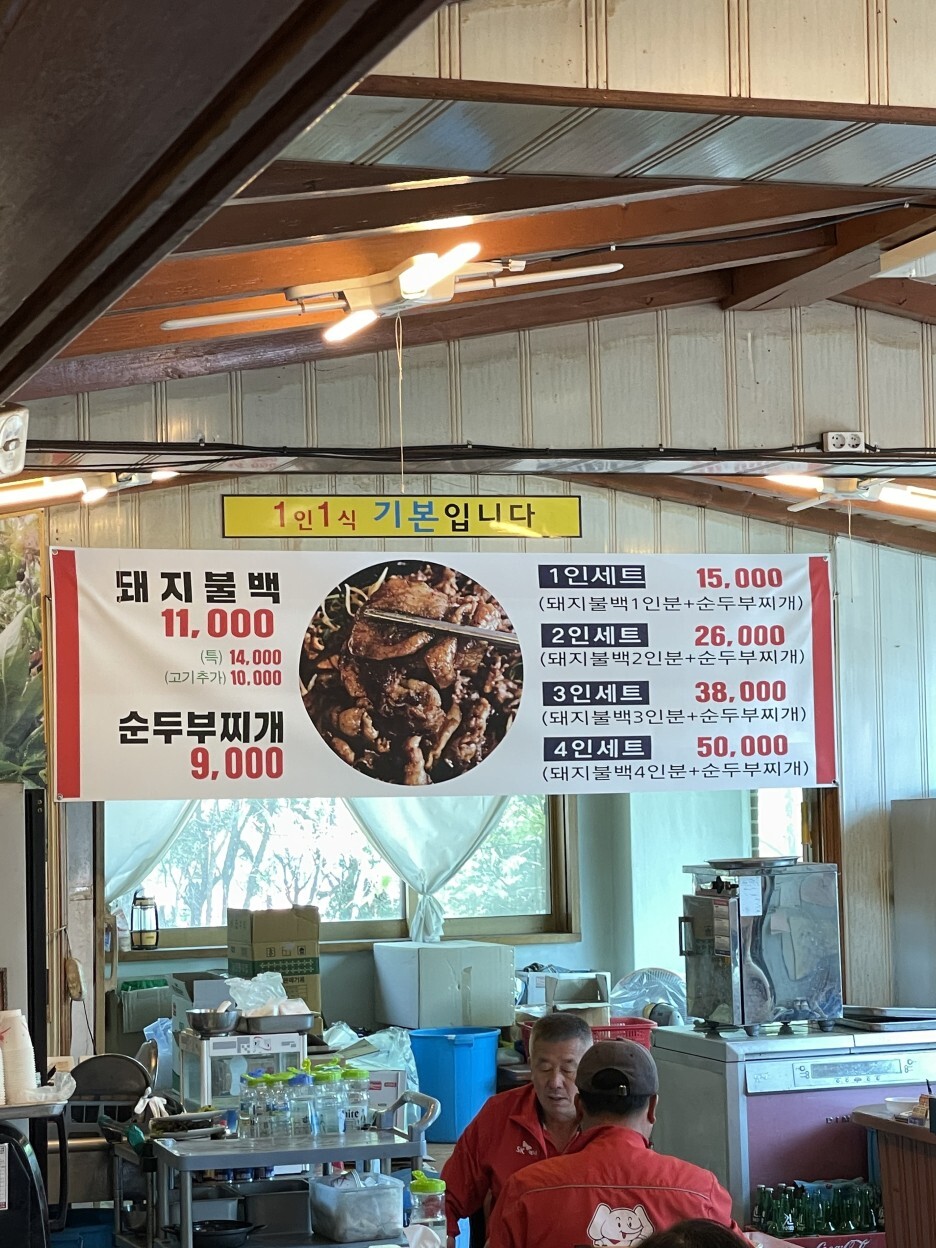 1인1식 기본입니다
돼지불백
11,000
(특) 14,000
(고기추가) 10,000
순두부찌개
9,000
1인세트 15,000
(돼지불백1인분+순두부찌개)
2인세트 26,000
(돼지불백2인분+순두부찌개)
3인세트 38,000
(돼지불백3인분+순두부찌개)
4인세트 50,000
(돼지불백4인분+순두부찌개)
SK
Coca-Cola